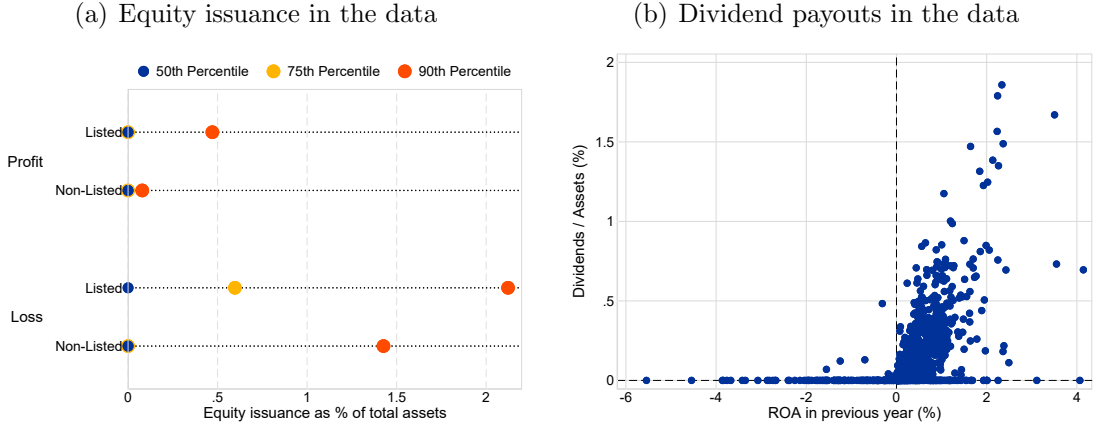 (a) Equity issuance in the data
50th Percentile 75th Percentile 90th Percentile
Listed
Profit
Non-Listed
Listed
Loss
Non-Listed
0 .5 1 1.5 2
Equity issuance as % of total assets
(b) Dividend payouts in the data
Dividends / Assets (%)
2
1.5
1
.5
0
-6 -4 -2 0 2 4
ROA in previous year (%)